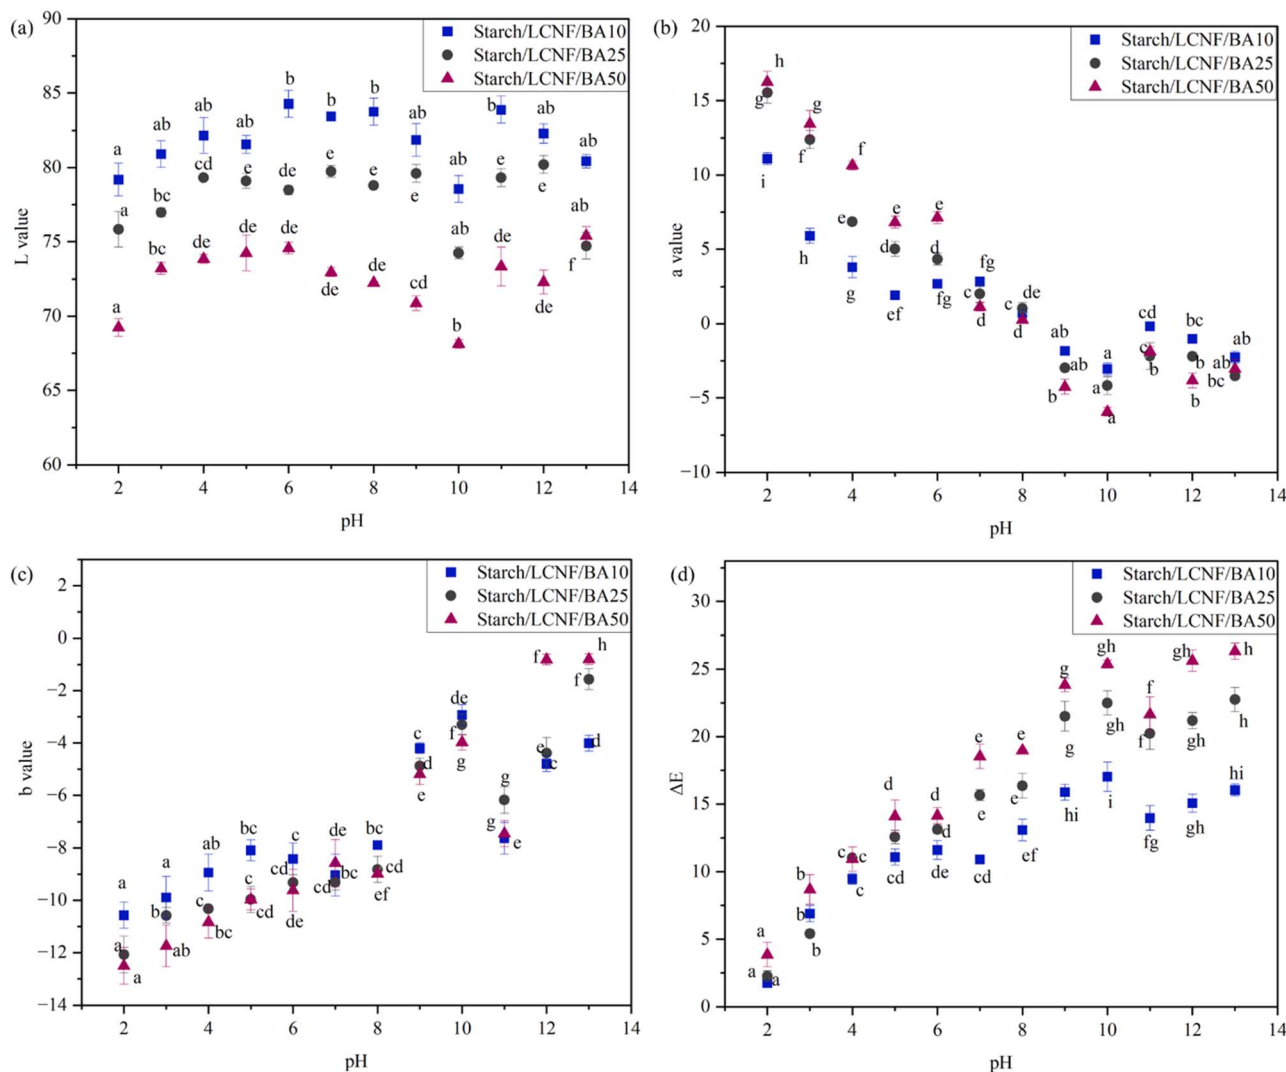 (a)
90
85
80
75
70
65
60
L value
2
4
6
8
10
12
14
pH
Starch/LCNF/BA10
Starch/LCNF/BA25
Starch/LCNF/BA50
a
ab
ab
ab
b
b
b
ab
ab
b
ab
ab
a
bc
cd
e
de
e
de
e
ab
e
e
f
a
bc
de
de
de
de
de
cd
b
de
de
ab
(b)
20
15
10
5
0
−5
−10
a value
2
4
6
8
10
12
14
pH
Starch/LCNF/BA10
Starch/LCNF/BA25
Starch/LCNF/BA50
h
g
f
e
e
d
d
b
a
c
b
ab
g
f
e
d
d
c
c
ab
a
b
b
bc
i
h
g
ef
fg
fg
de
ab
a
cd
bc
ab
(c)
2
0
−2
−4
−6
−8
−10
−12
−14
b value
2
4
6
8
10
12
14
pH
Starch/LCNF/BA10
Starch/LCNF/BA25
Starch/LCNF/BA50
a
a
ab
bc
c
bc
bc
c
de
e
c
d
a
b
c
c
cd
cd
cd
d
f
g
e
f
a
ab
bc
cd
de
de
ef
e
g
g
f
h
(d)
30
25
20
15
10
5
0
ΔE
2
4
6
8
10
12
14
pH
Starch/LCNF/BA10
Starch/LCNF/BA25
Starch/LCNF/BA50
a
b
c
d
d
e
e
g
gh
f
gh
h
a
b
c
d
e
e
g
gh
f
gh
h
a
b
c
cd
de
cd
ef
hi
i
fg
gh
hi